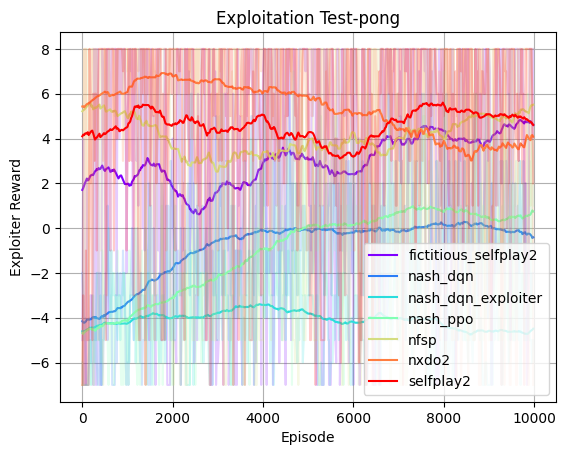 Exploitation Test-pong
8
6
4
2
0
−2
−4
−6
Exploiter Reward
0
2000
4000
6000
8000
10000
Episode
fictitious_selfplay2
nash_dqn
nash_dqn_exploiter
nash_ppo
nfsp
nxdo2
selfplay2